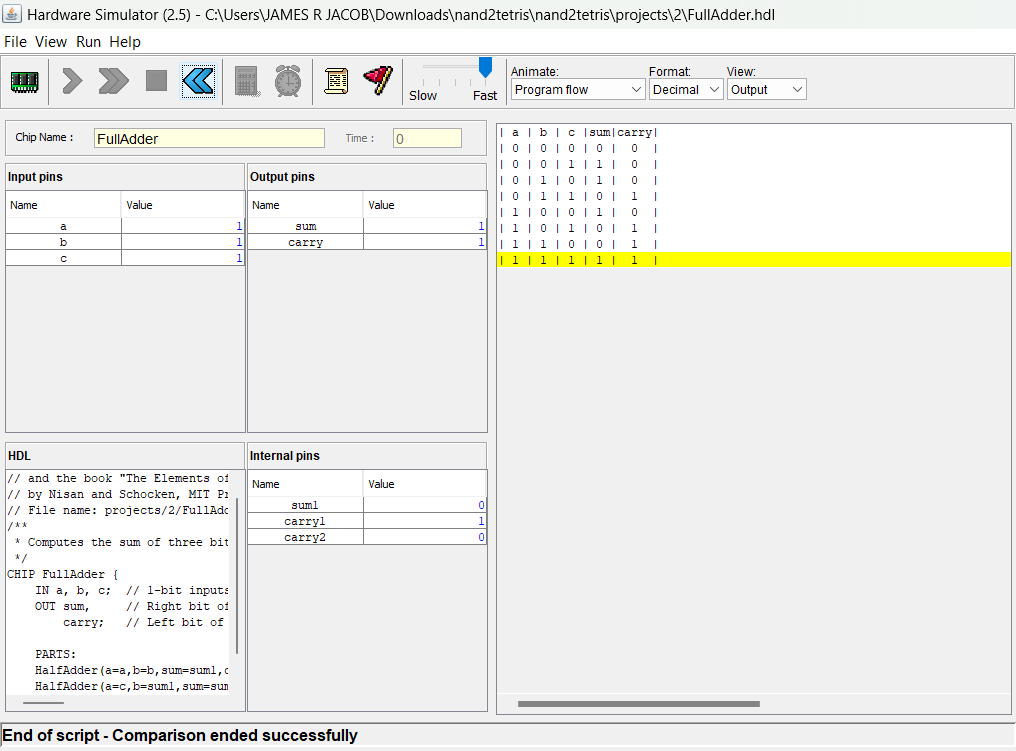 Hardware Simulator (2.5) - C:\Users\JAMES R JACOB\Downloads\nand2tetris\nand2tetris\projects\2\FullAdder.hdl
File View Run Help
Slow Fast
Animate: Format: View:
Program flow Decimal Output
Chip Name : FullAdder Time : 0
Input pins
Name Value
a 1
b 1
c 1
Output pins
Name Value
sum 1
carry 1
HDL
// and the book "The Elements of
// by Nisan and Schocken, MIT Pr
// File name: projects/2/FullAdd
/**
* Computes the sum of three bit
*/
CHIP FullAdder {
IN a, b, c; // 1-bit inputs
OUT sum, // Right bit of
carry; // Left bit of
PARTS:
HalfAdder(a=a,b=b,sum=sum1,c
HalfAdder(a=c,b=sum1,sum=sum
Internal pins
Name Value
sum1 0
carry1 1
carry2 0
| a | b | c |sum|carry|
| 0 | 0 | 0 | 0 | 0 |
| 0 | 0 | 1 | 1 | 0 |
| 0 | 1 | 0 | 1 | 0 |
| 0 | 1 | 1 | 0 | 1 |
| 1 | 0 | 0 | 1 | 0 |
| 1 | 0 | 1 | 0 | 1 |
| 1 | 1 | 0 | 0 | 1 |
| 1 | 1 | 1 | 1 | 1 |
End of script - Comparison ended successfully